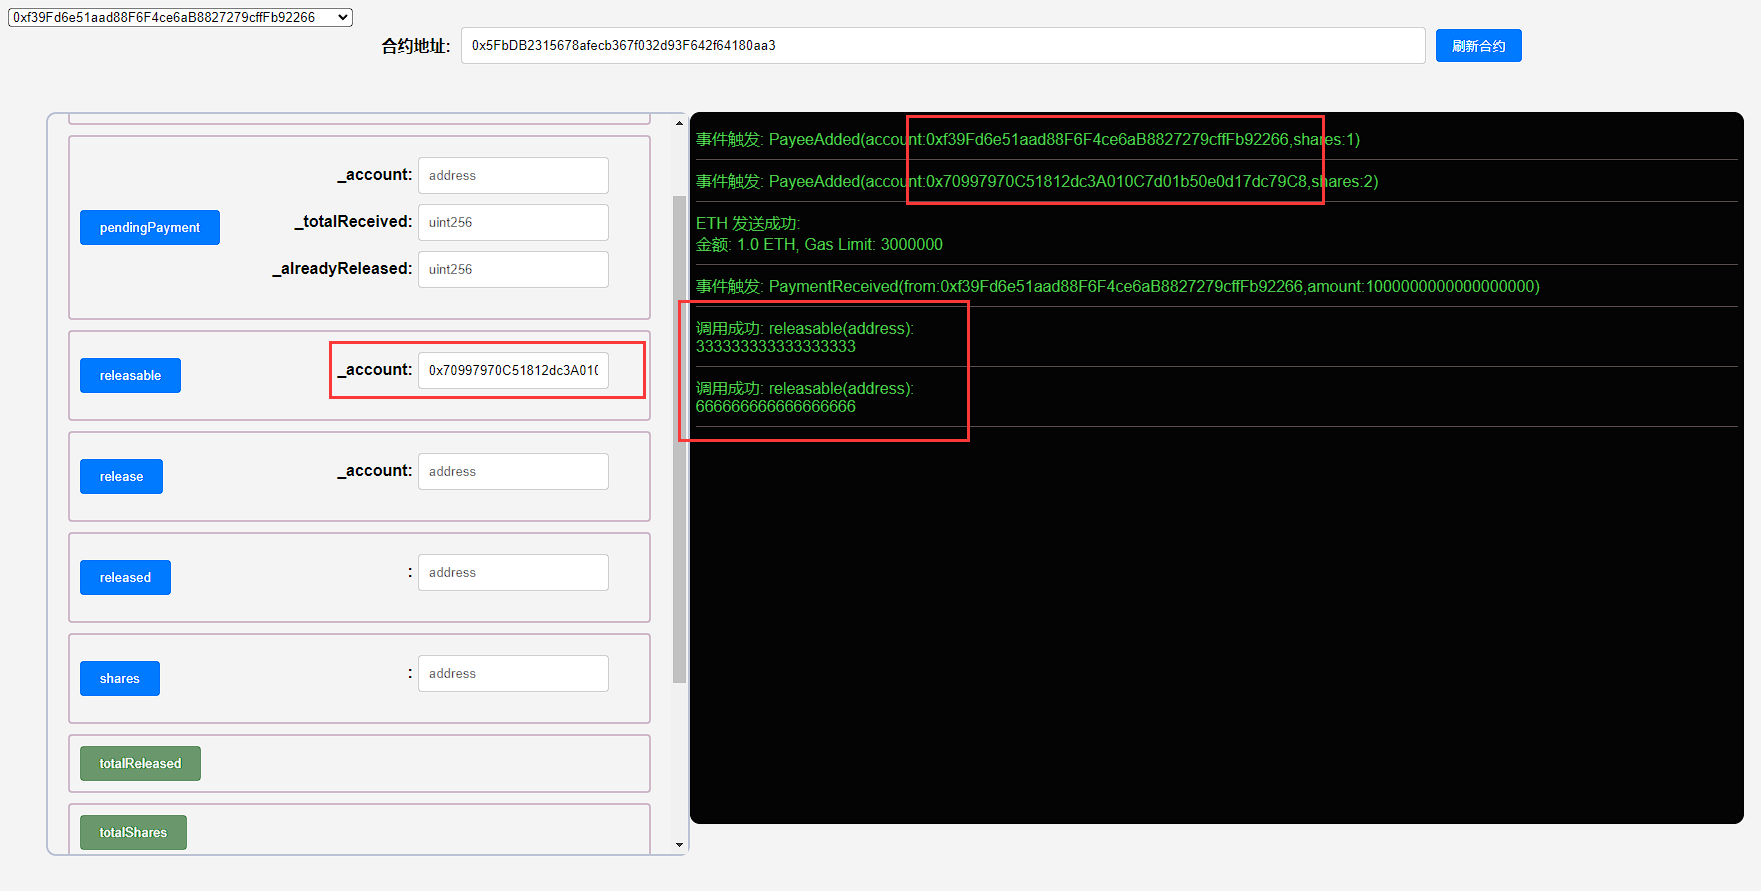 0xf39Fd6e51aad88F6F4ce6aB8827279cffFb92266
合约地址: 0x5FbDB2315678afecb367f032d93F642f64180aa3 刷新合约
_account: address
pendingPayment _totalReceived: uint256
_alreadyReleased: uint256
releasable _account: 0x70997970C51812dc3A010
release _account: address
released : address
shares : address
totalReleased
totalShares
事件触发: PayeeAdded(account:0xf39Fd6e51aad88F6F4ce6aB8827279cffFb92266,shares:1)
事件触发: PayeeAdded(account:0x70997970C51812dc3A010C7d01b50e0d17dc79C8,shares:2)
ETH 发送成功:
金额: 1.0 ETH, Gas Limit: 3000000
事件触发: PaymentReceived(from:0xf39Fd6e51aad88F6F4ce6aB8827279cffFb92266,amount:1000000000000000000)
调用成功: releasable(address):
333333333333333333
调用成功: releasable(address):
666666666666666666